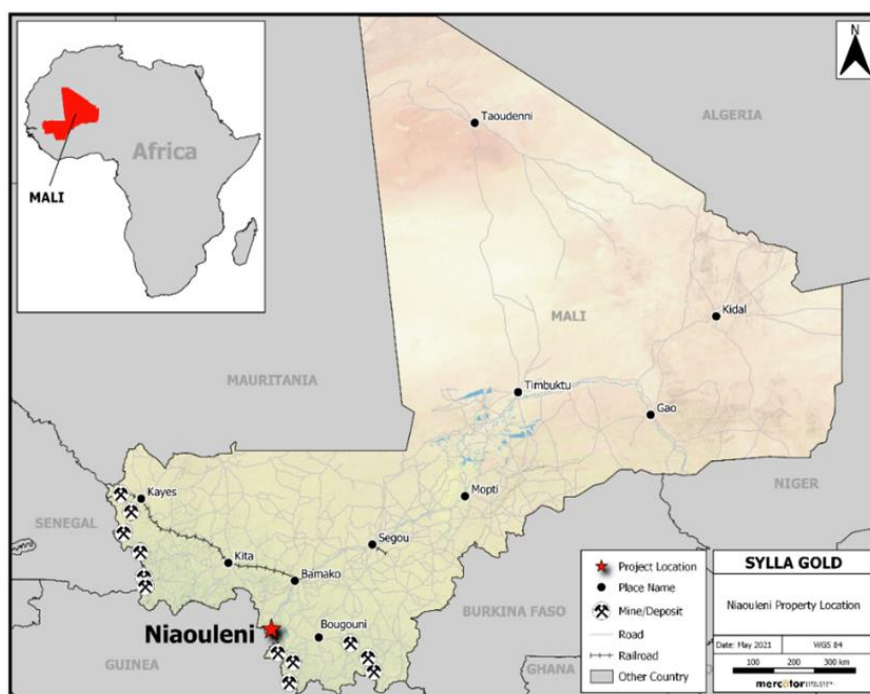 N
Africa
MALI
Taoudenni
ALGERIA
Kidal
MALI
MAURITANIA
Timbuktu
Gao
Mopti
NIGER
Kayes
SENEGAL
Segou
Kita
Bamako
BURKINA FASO
Niaouleni
Bougouni
GUINEA
GHANA
Project Location
Place Name
Mine/Deposit
Road
Railroad
Other Country
SYLLA GOLD
Niaouleni Property Location
Date: May 2021
WGS 84
100 200 300 km
mercator